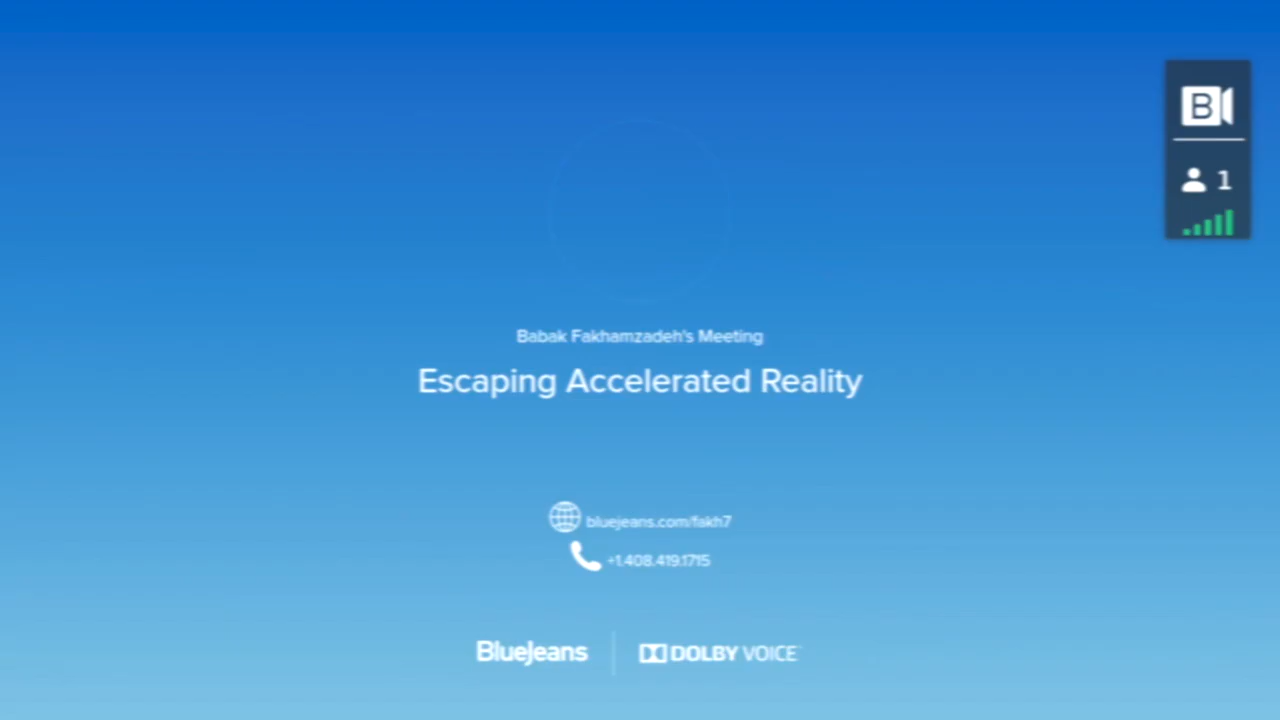 B
1
Babak Fakhamzadeh's Meeting
Escaping Accelerated Reality
bluejeans.com/fakh7
+1.408.419.1715
BlueJeans
DOLBY VOICE